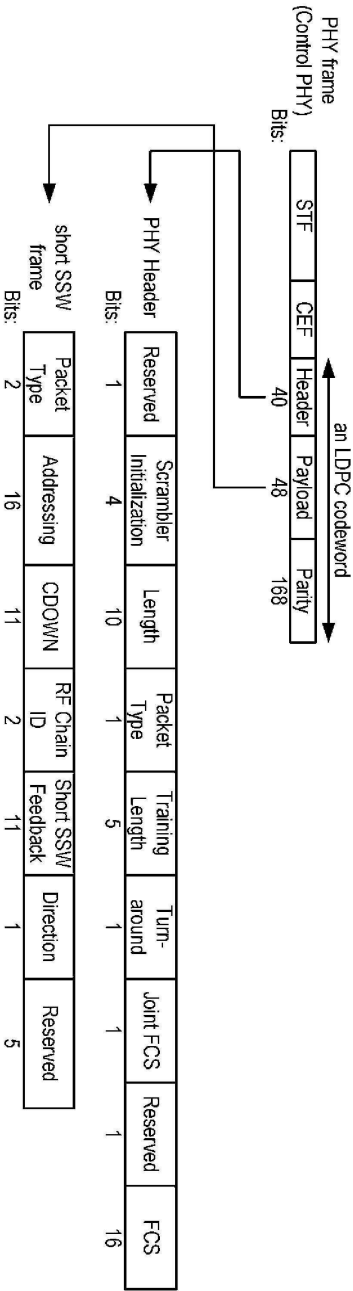 PHY frame
(Control PHY)
an LDPC codeword
STF CEF Header Payload Parity
Bits: 40 48 168
PHY Header
Reserved Scrambler Initialization Length Packet Type Training Length Turn-around Joint FCS Reserved FCS
Bits: 1 4 10 1 5 1 1 1 16
short SSW
frame
Packet Type Addressing CDOWN RF Chain ID Short SSW Feedback Direction Reserved
Bits: 2 16 11 2 11 1 5